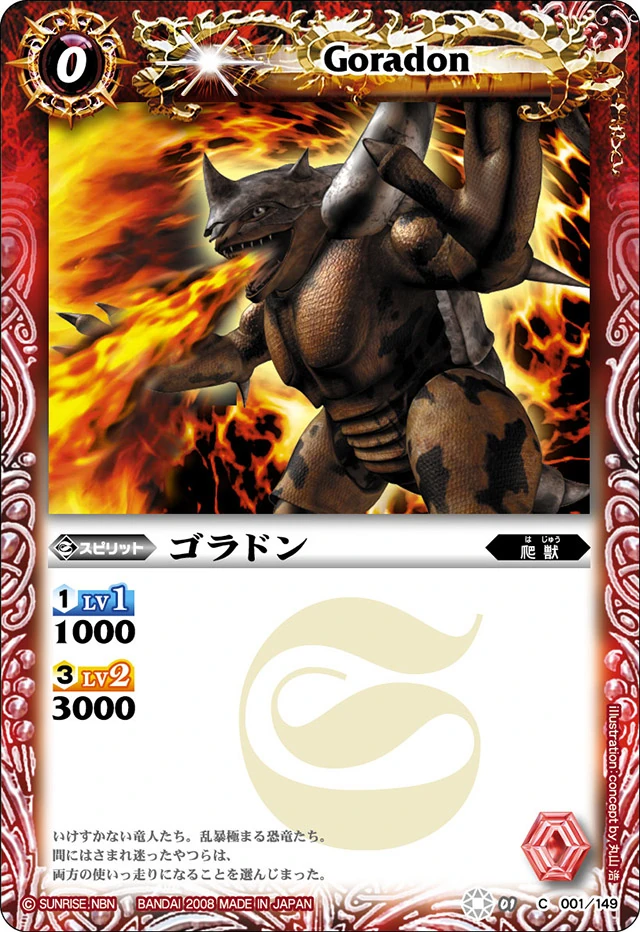 0
Goradon
スピリット
ゴラドン
はじゅう
爬獣
1 LV1
1000
3 LV2
3000
いけすかない竜人たち。乱暴極まる恐竜たち。
間にはさまれ迷ったやつらは、
両方の使いっ走りになることを選んじまった。
illustration:concept by 丸山 浩
© SUNRISE,NBN BANDAI 2008 MADE IN JAPAN
01 C 001/149